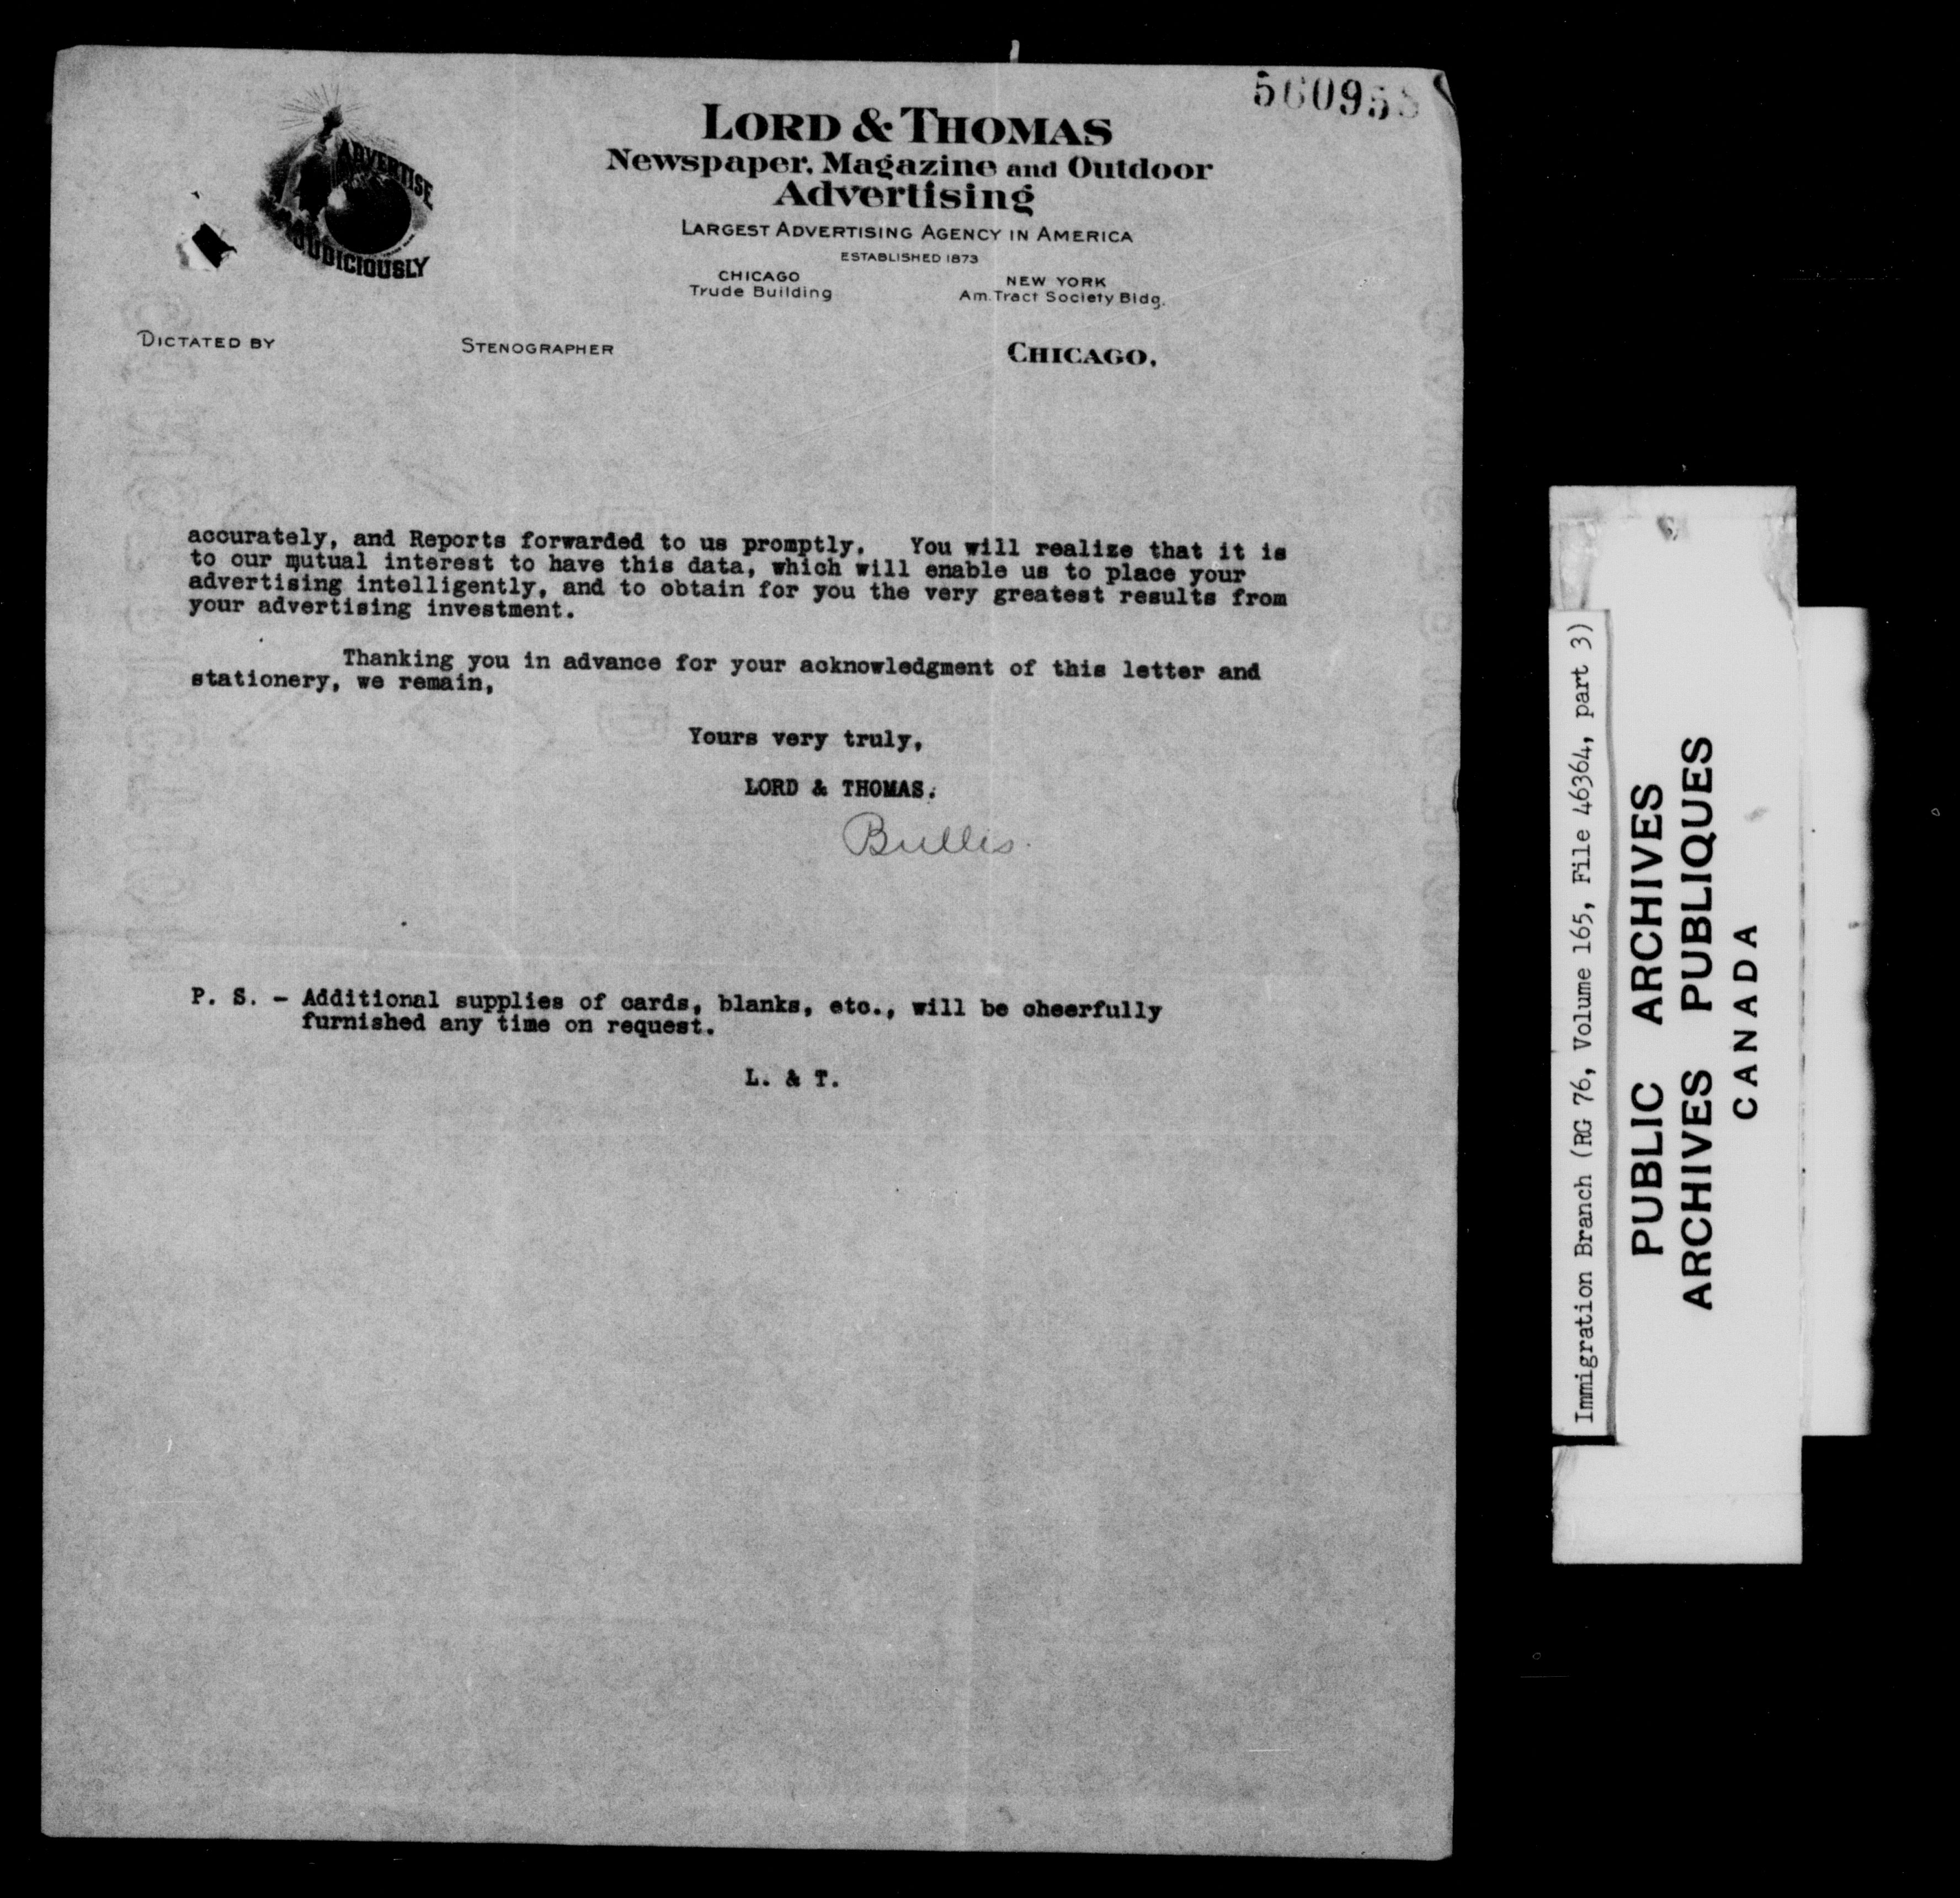 560958
ADVERTISE
JUDICIOUSLY
LORD & THOMAS
Newspaper, Magazine and Outdoor
Advertising
LARGEST ADVERTISING AGENCY IN AMERICA
ESTABLISHED 1873
CHICAGO
Trude Building
NEW YORK
Am. Tract Society Bldg.
DICTATED BY
STENOGRAPHER
CHICAGO,
accurately, and Reports forwarded to us promptly. You will realize that it is
to our mutual interest to have this data, which will enable us to place your
advertising intelligently, and to obtain for you the very greatest results from
your advertising investment.
Thanking you in advance for your acknowledgment of this letter and
stationery, we remain,
Yours very truly,
LORD & THOMAS.
Bullis.
P. S. - Additional supplies of cards, blanks, etc., will be cheerfully
furnished any time on request.
L. & T.
Immigration Branch (RG 76, Volume 165, File 46364, part 3)
PUBLIC ARCHIVES
ARCHIVES PUBLIQUES
CANADA